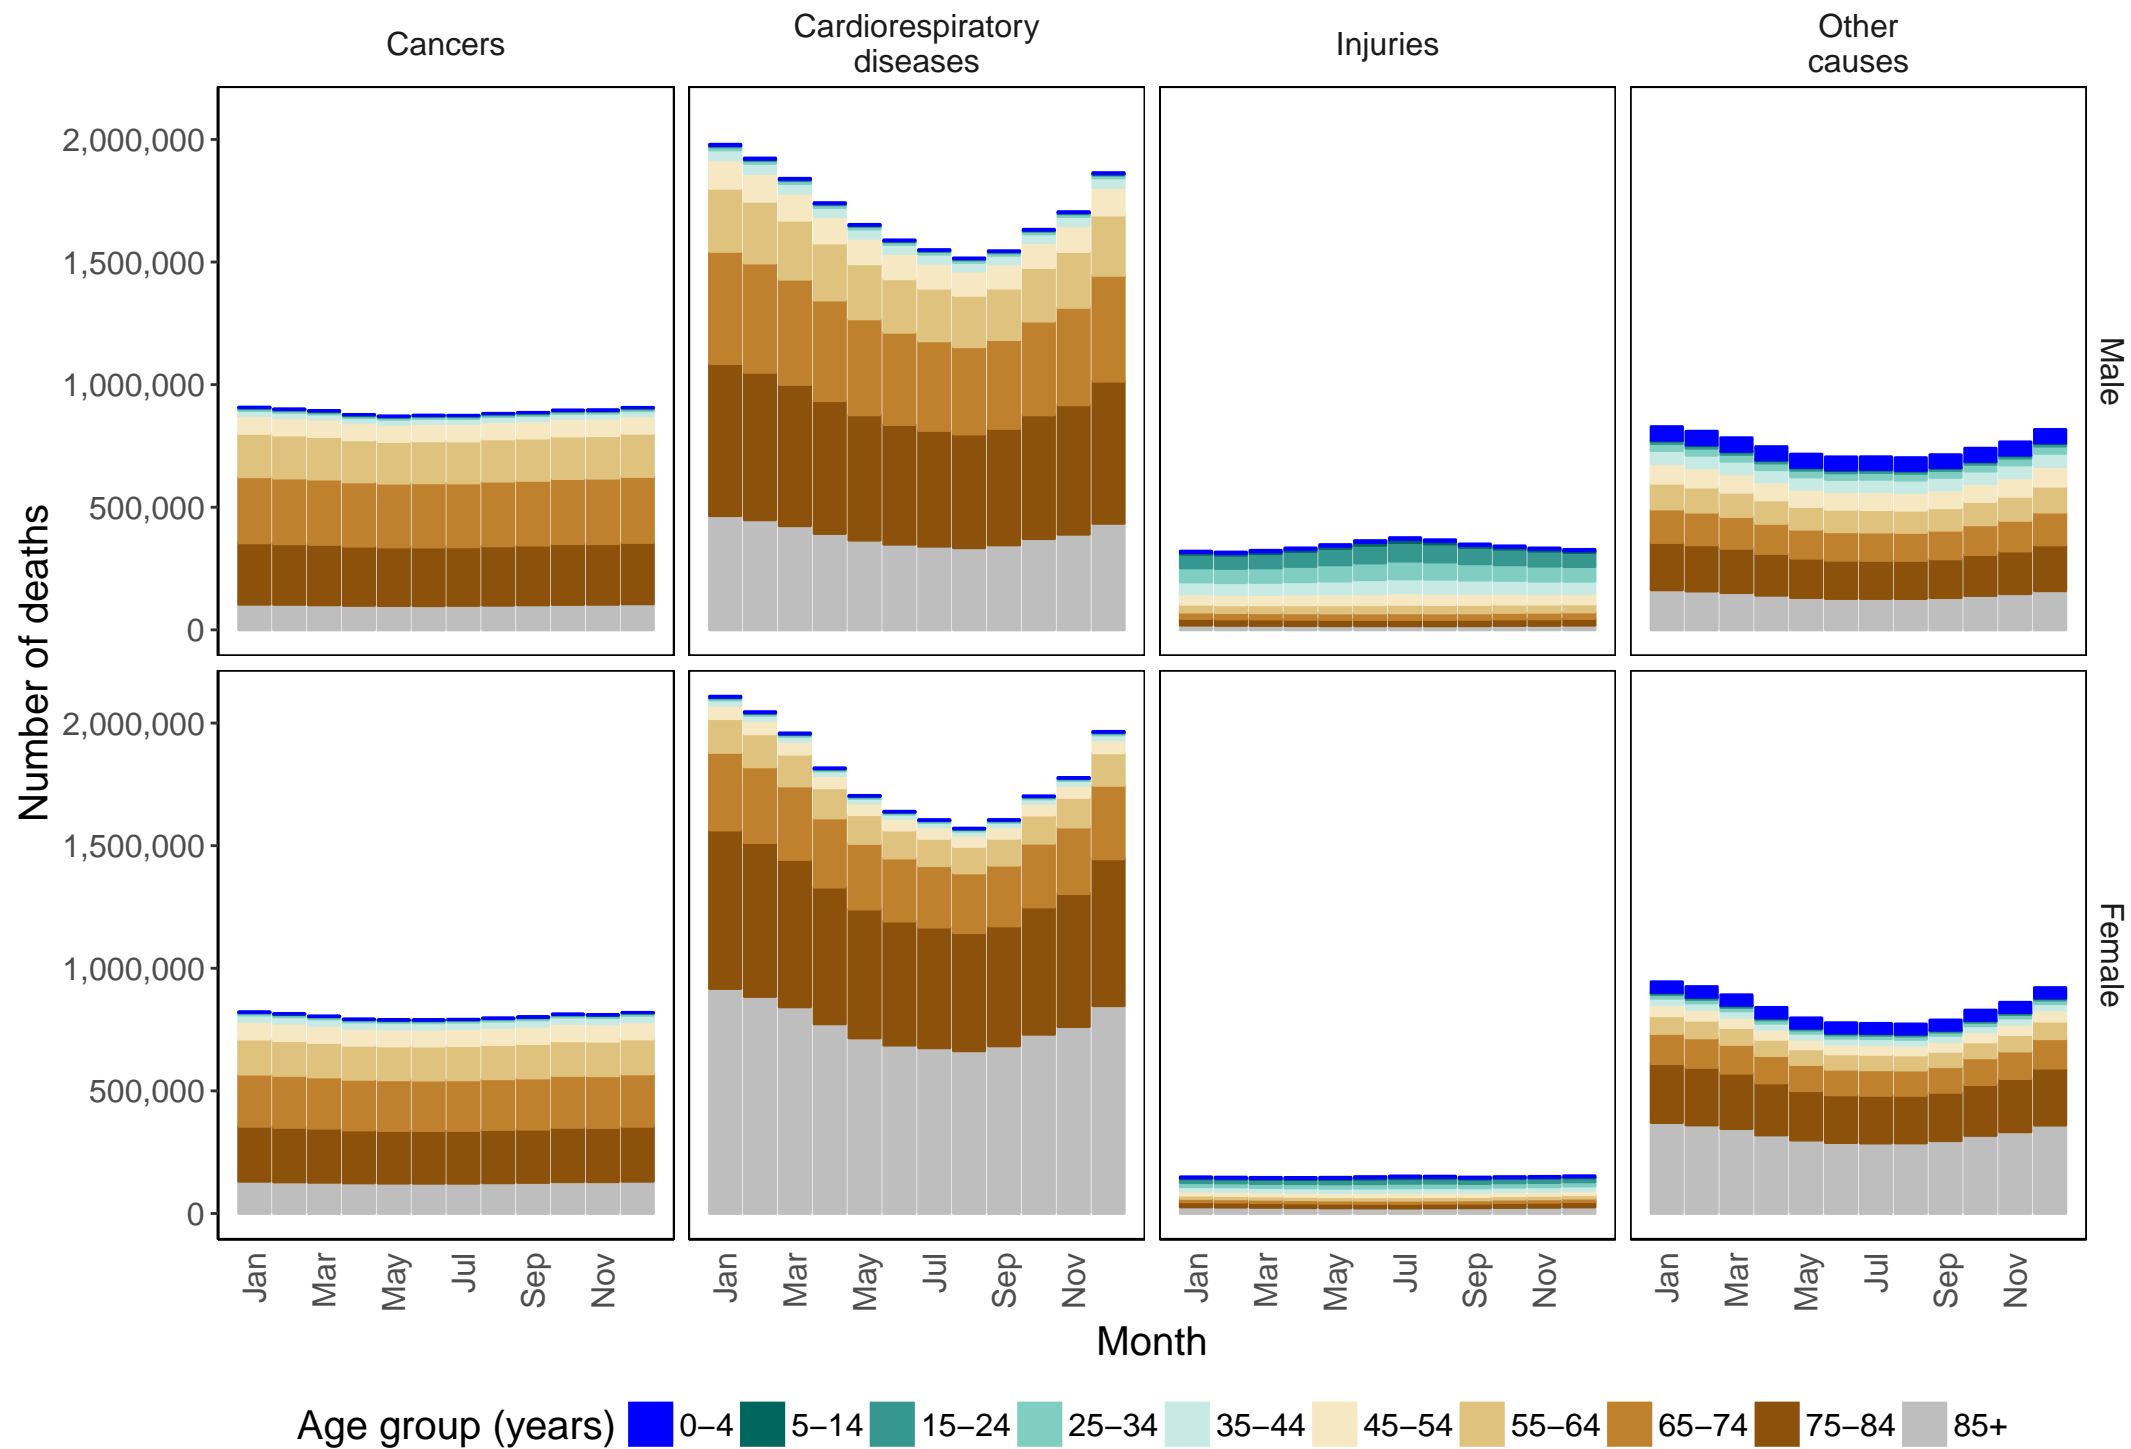 Cancers
Cardiorespiratory
diseases
Injuries
Other
causes
Number of deaths
2,000,000
1,500,000
1,000,000
500,000
0
Male
2,000,000
1,500,000
1,000,000
500,000
0
Female
Jan Mar May Jul Sep Nov
Jan Mar May Jul Sep Nov
Jan Mar May Jul Sep Nov
Jan Mar May Jul Sep Nov
Month
Age group (years) 0−4 5−14 15−24 25−34 35−44 45−54 55−64 65−74 75−84 85+